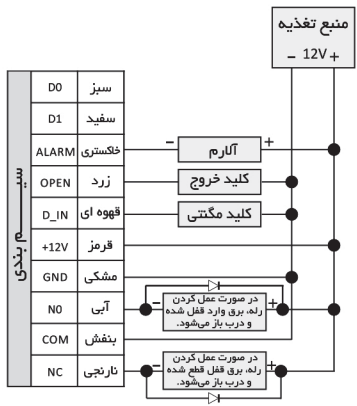 منبع تغذیه
- 12V +
سیـــم بندی
D0 سبز
D1 سفید
ALARM خاکستری
- آلارم +
OPEN زرد
کلید خروج
D_IN قهوه ای
کلید مگنتی
+12V قرمز
GND مشکی
N0 آبی
- در صورت عمل کردن +
رله، برق وارد قفل شده
و درب باز می‌شود.
COM بنفش
NC نارنجی
- در صورت عمل کردن +
رله، برق قفل قطع شده
و درب باز می‌شود.